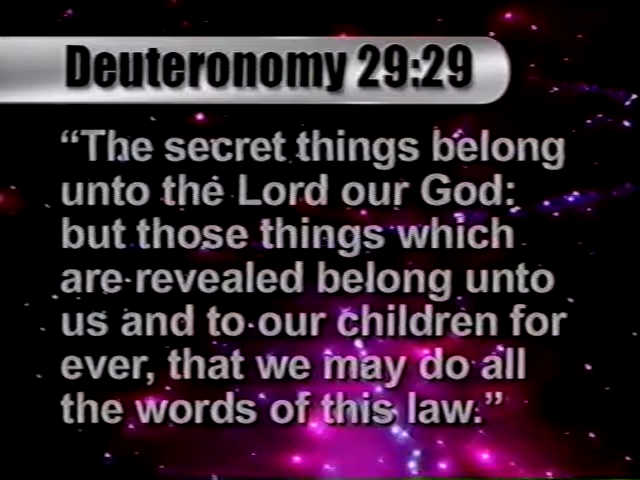 Deuteronomy 29:29
“The secret things belong
unto the Lord our God:
but those things which
are revealed belong unto
us and to our children for
ever, that we may do all
the words of this law.”